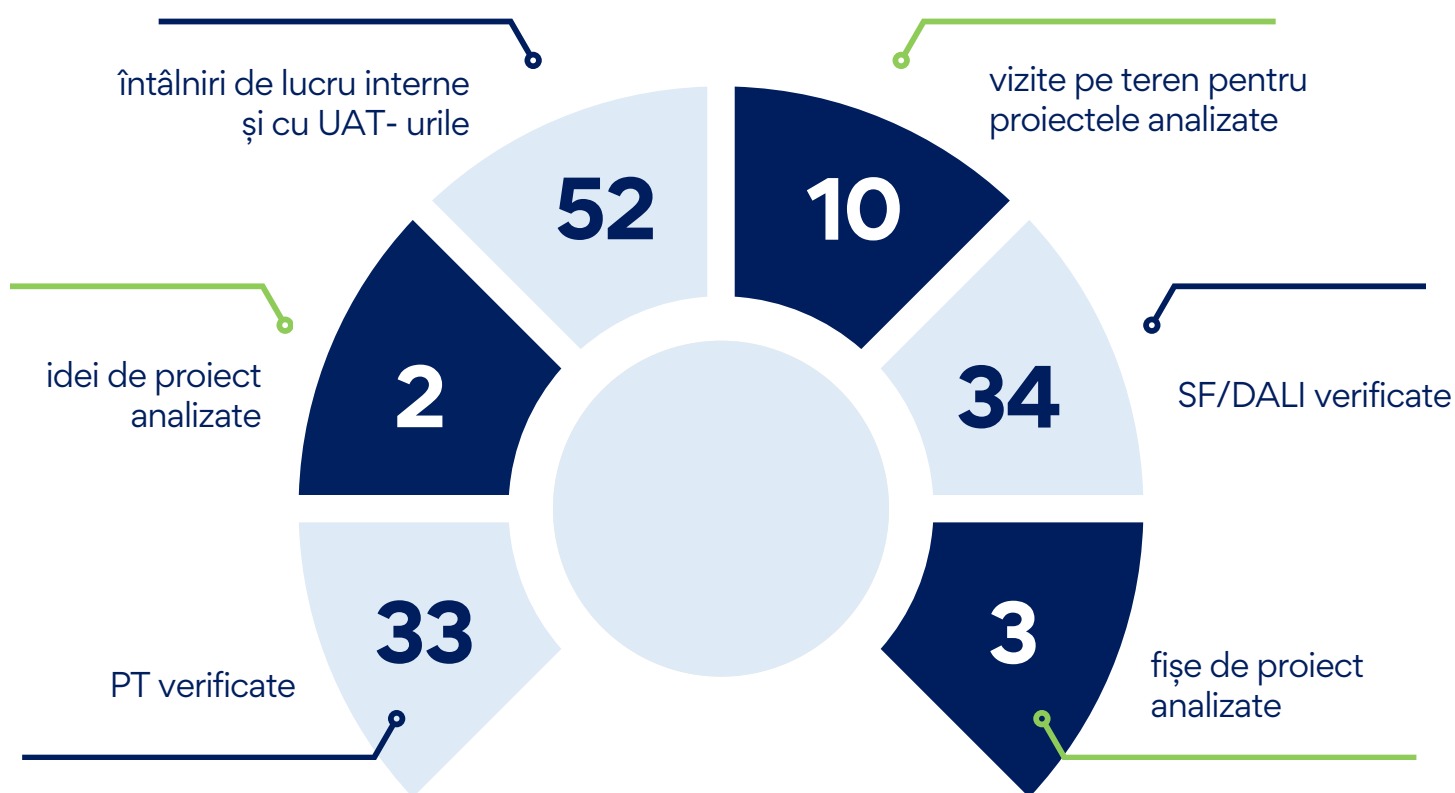 întâlniri de lucru interne
și cu UAT- urile
52
10
vizite pe teren pentru
proiectele analizate
idei de proiect
analizate
2
34
SF/DALI verificate
33
PT verificate
3
fișe de proiect
analizate